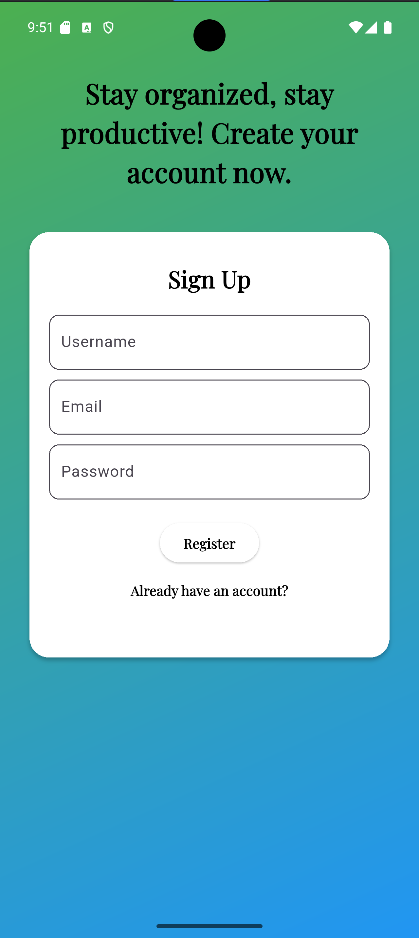 9:51
Stay organized, stay
productive! Create your
account now.
Sign Up
Username
Email
Password
Register
Already have an account?